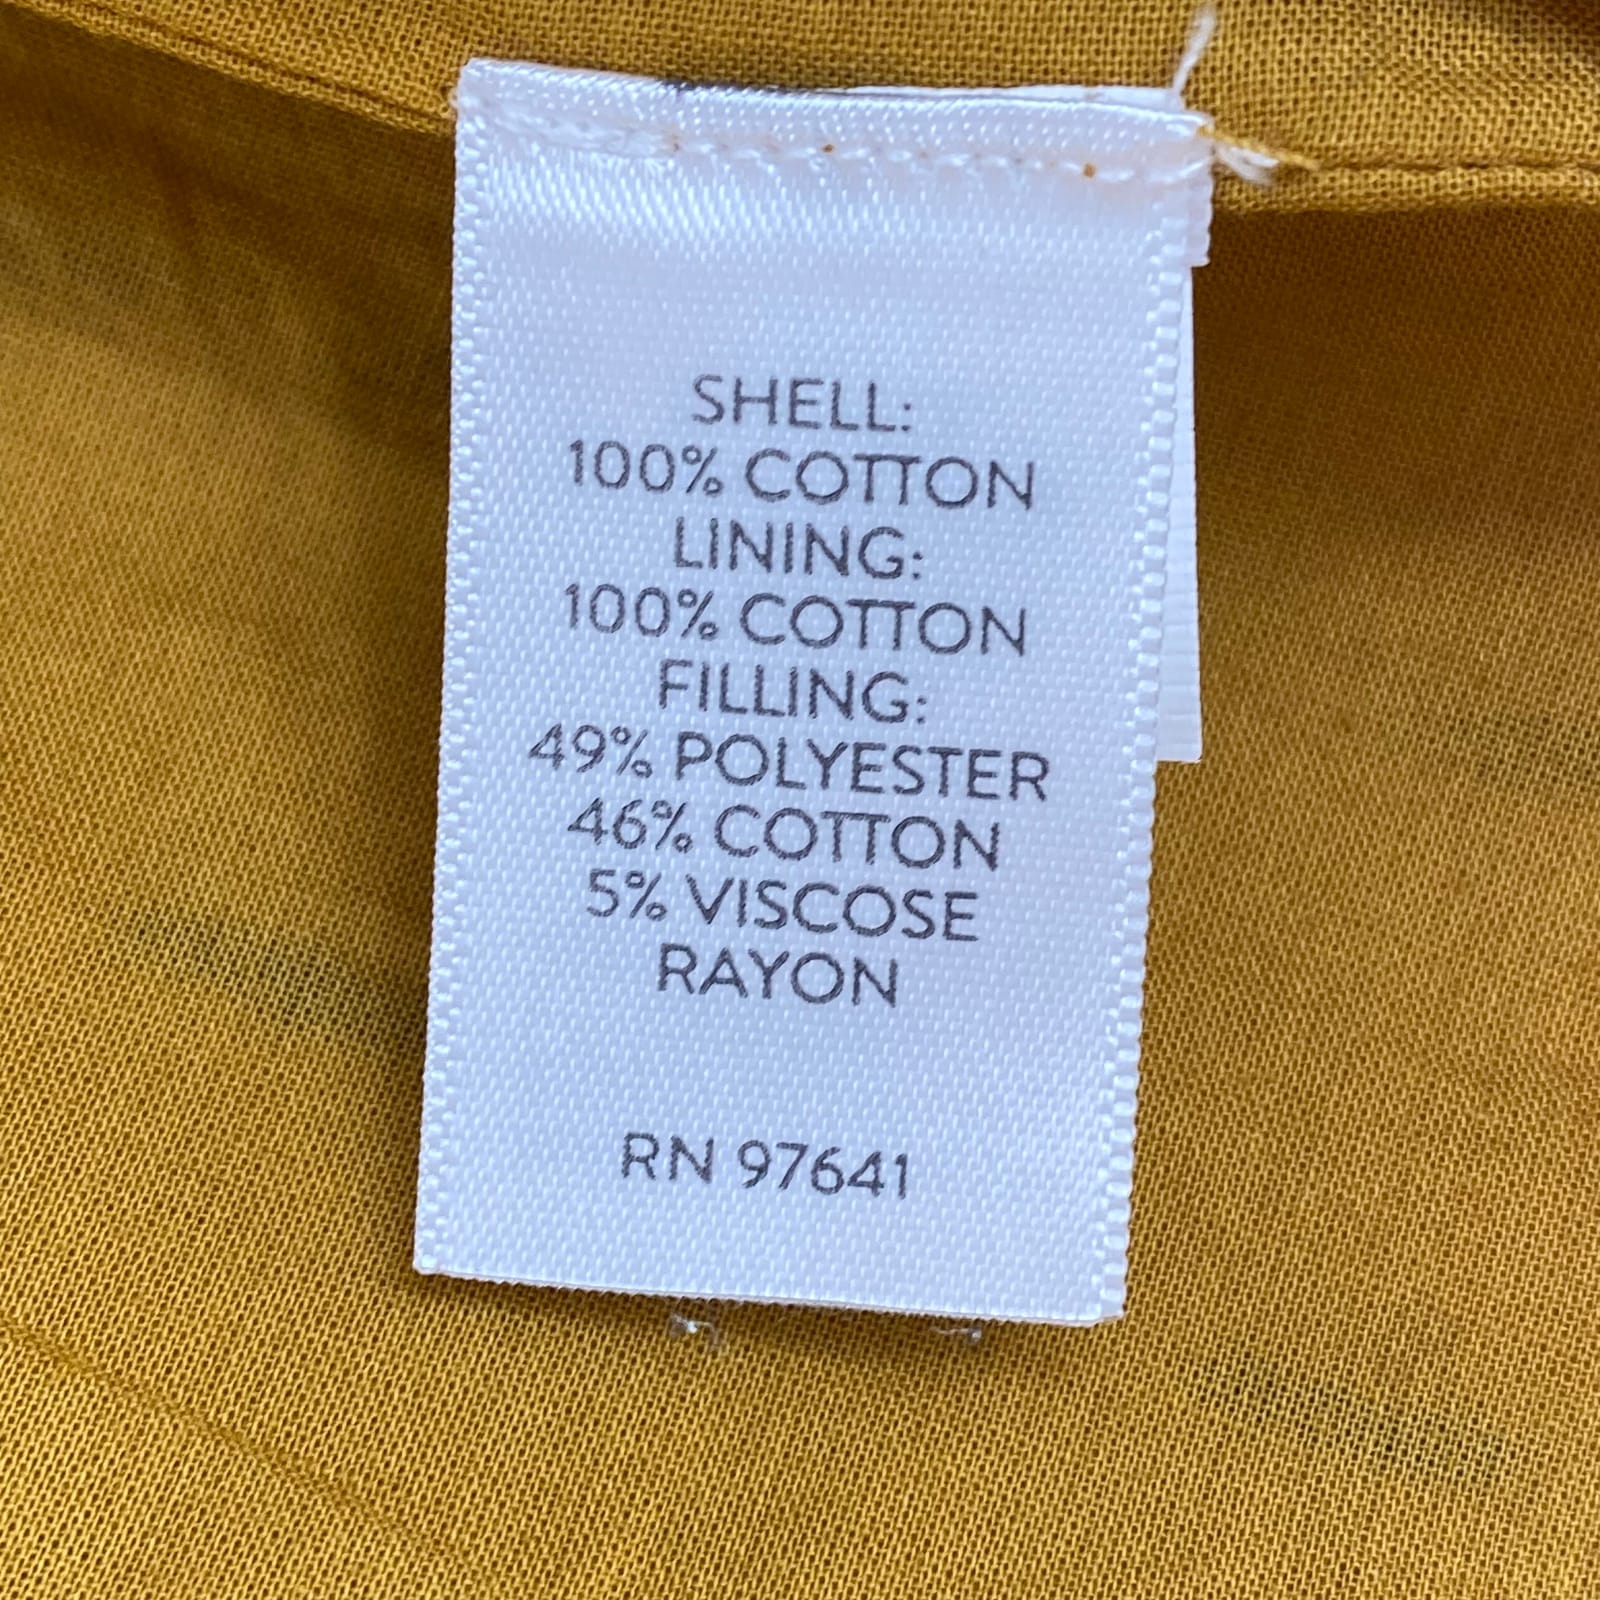 SHELL:
100% COTTON
LINING:
100% COTTON
FILLING:
49% POLYESTER
46% COTTON
5% VISCOSE
RAYON
RN 97641